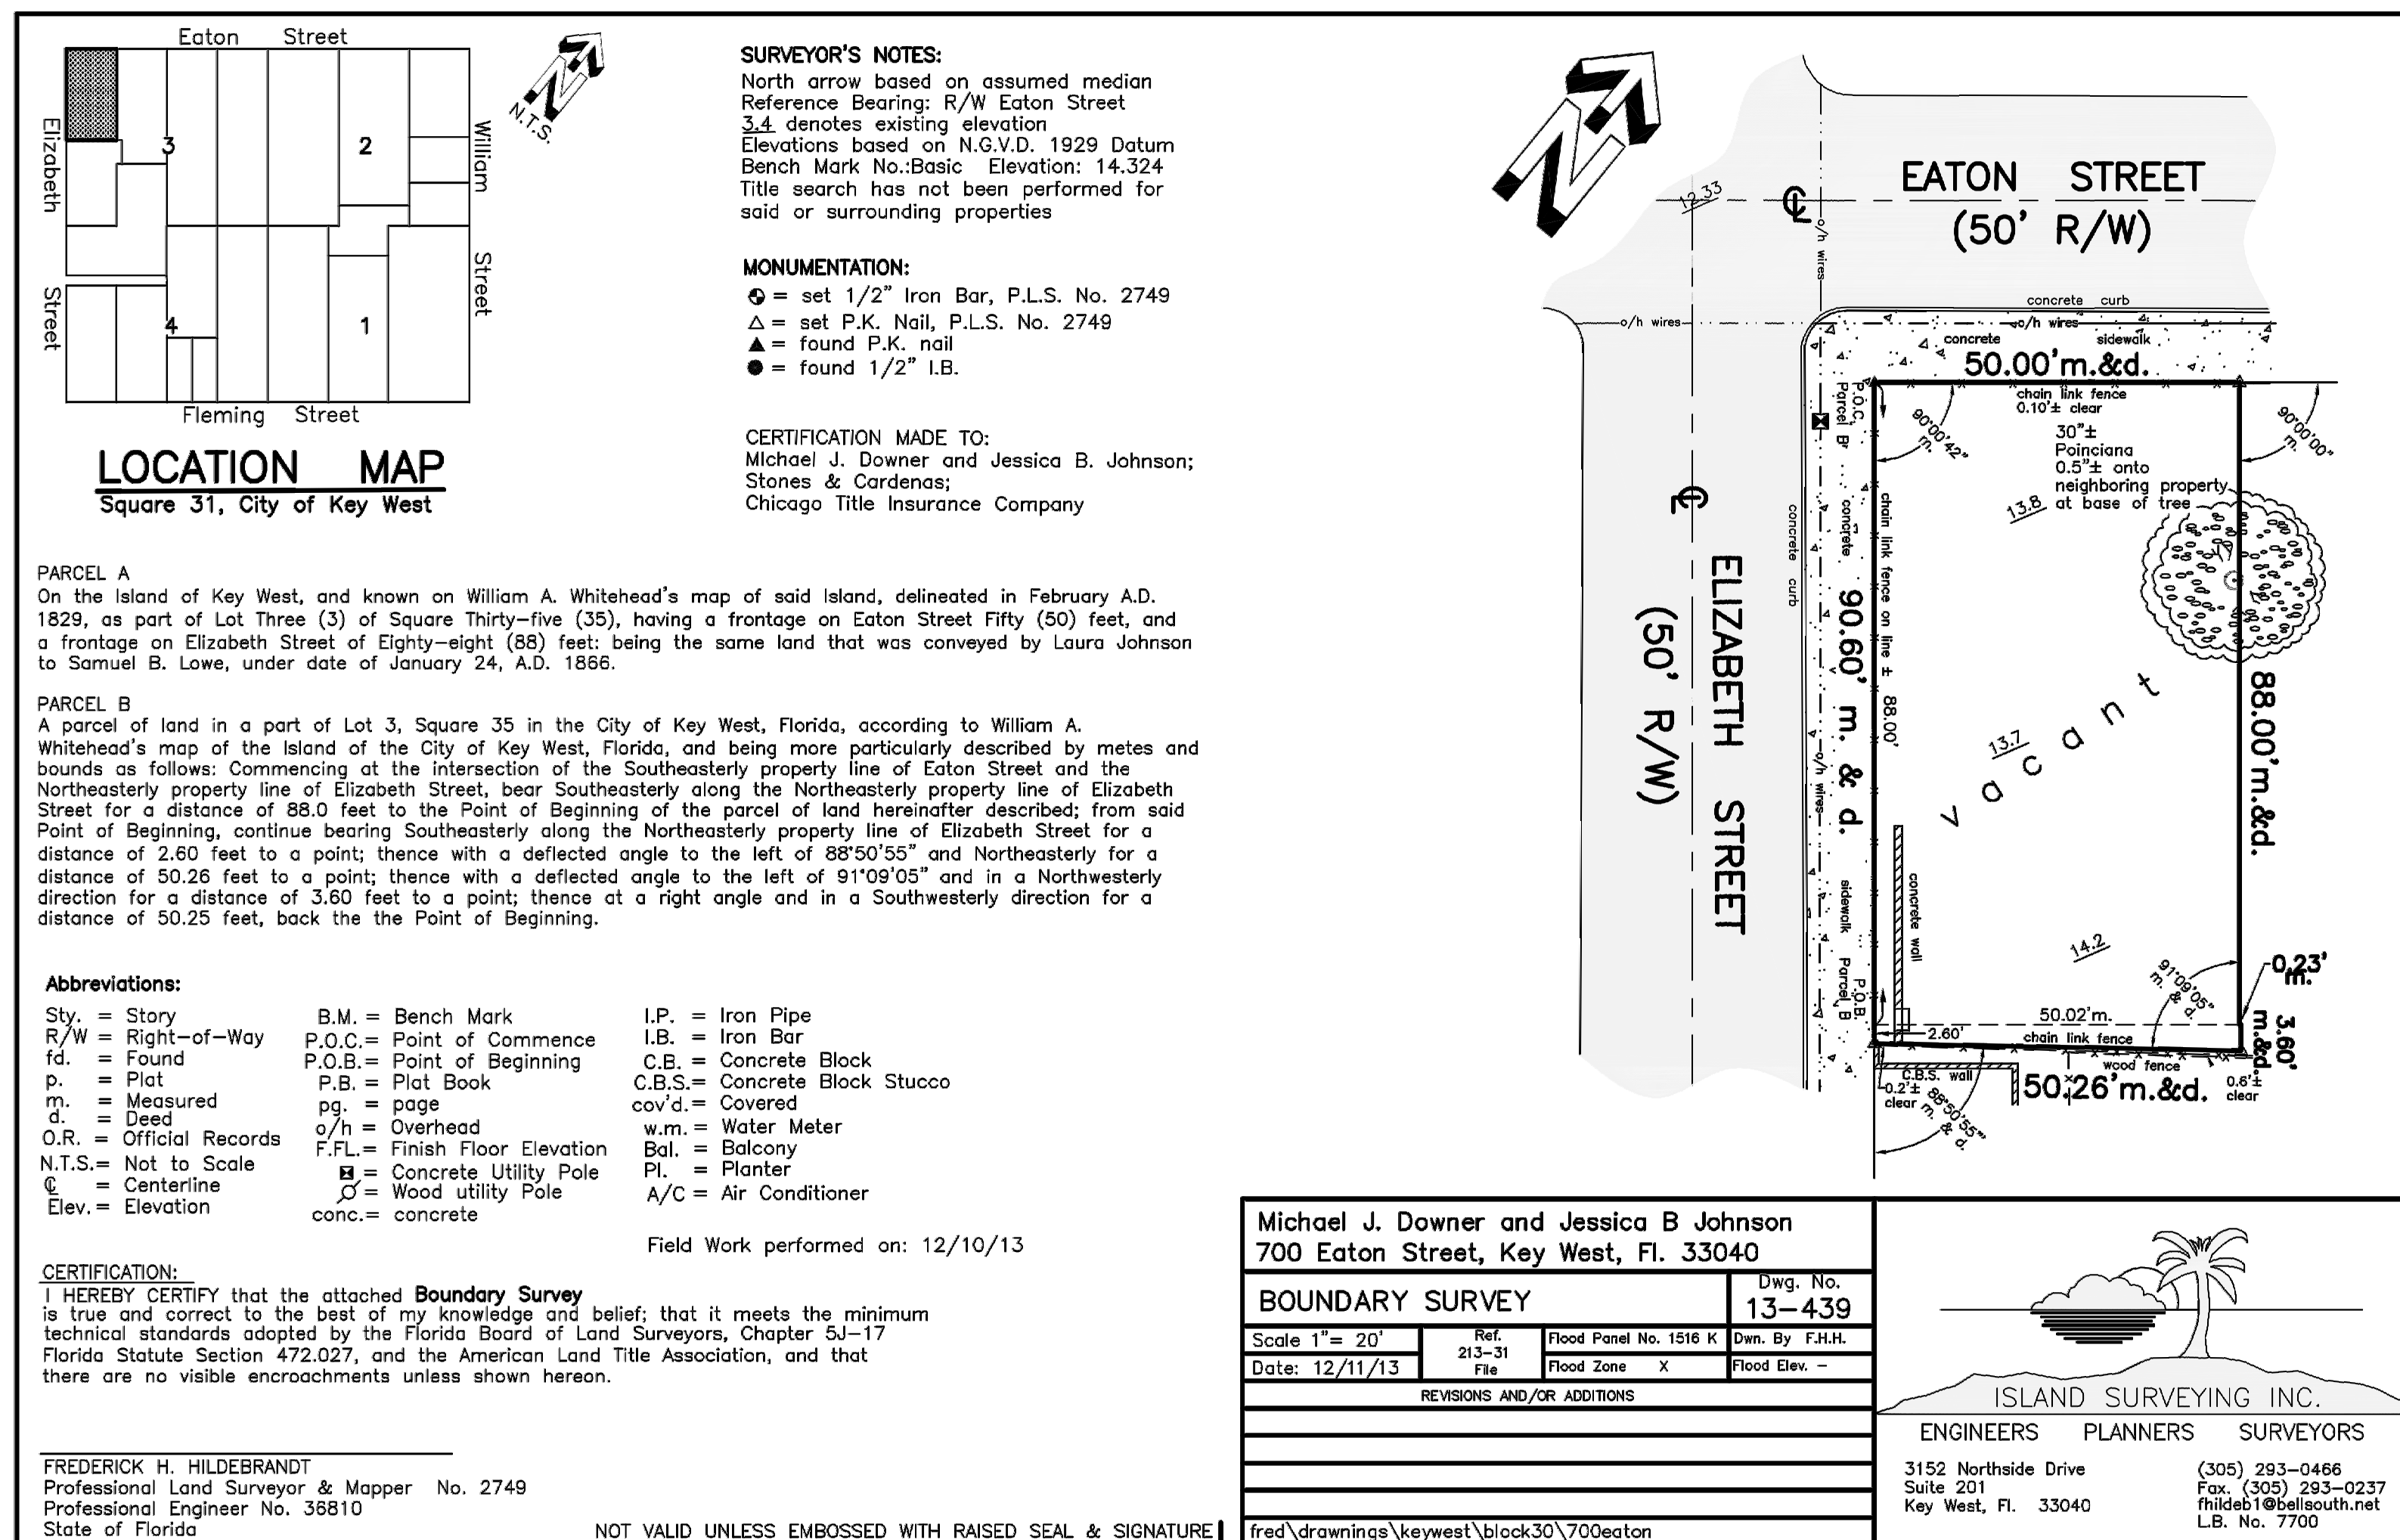 Eaton Street
Elizabeth
Street
William
Street
3
2
4
1
Fleming Street
N
N.T.S.
LOCATION MAP
Square 31, City of Key West
SURVEYOR'S NOTES:
North arrow based on assumed median
Reference Bearing: R/W Eaton Street
3.4 denotes existing elevation
Elevations based on N.G.V.D. 1929 Datum
Bench Mark No.:Basic Elevation: 14.324
Title search has not been performed for
said or surrounding properties
MONUMENTATION:
= set 1/2" Iron Bar, P.L.S. No. 2749
△ = set P.K. Nail, P.L.S. No. 2749
▲ = found P.K. nail
● = found 1/2" I.B.
CERTIFICATION MADE TO:
Michael J. Downer and Jessica B. Johnson;
Stones & Cardenas;
Chicago Title Insurance Company
PARCEL A
On the Island of Key West, and known on William A. Whitehead's map of said Island, delineated in February A.D.
1829, as part of Lot Three (3) of Square Thirty-five (35), having a frontage on Eaton Street Fifty (50) feet, and
a frontage on Elizabeth Street of Eighty-eight (88) feet: being the same land that was conveyed by Laura Johnson
to Samuel B. Lowe, under date of January 24, A.D. 1866.
PARCEL B
A parcel of land in a part of Lot 3, Square 35 in the City of Key West, Florida, according to William A.
Whitehead's map of the Island of the City of Key West, Florida, and being more particularly described by metes and
bounds as follows: Commencing at the intersection of the Southeasterly property line of Eaton Street and the
Northeasterly property line of Elizabeth Street, bear Southeasterly along the Northeasterly property line of Elizabeth
Street for a distance of 88.0 feet to the Point of Beginning of the parcel of land hereinafter described; from said
Point of Beginning, continue bearing Southeasterly along the Northeasterly property line of Elizabeth Street for a
distance of 2.60 feet to a point; thence with a deflected angle to the left of 88°50'55" and Northeasterly for a
distance of 50.26 feet to a point; thence with a deflected angle to the left of 91°09'05" and in a Northwesterly
direction for a distance of 3.60 feet to a point; thence at a right angle and in a Southwesterly direction for a
distance of 50.25 feet, back the the Point of Beginning.
Abbreviations:
Sty. = Story
R/W = Right-of-Way
fd. = Found
p. = Plat
m. = Measured
d. = Deed
O.R. = Official Records
N.T.S.= Not to Scale
℄ = Centerline
Elev.= Elevation
B.M. = Bench Mark
P.O.C.= Point of Commence
P.O.B.= Point of Beginning
P.B. = Plat Book
pg. = page
o/h = Overhead
F.FL.= Finish Floor Elevation
= Concrete Utility Pole
= Wood utility Pole
conc.= concrete
I.P. = Iron Pipe
I.B. = Iron Bar
C.B. = Concrete Block
C.B.S.= Concrete Block Stucco
cov'd.= Covered
w.m. = Water Meter
Bal. = Balcony
Pl. = Planter
A/C = Air Conditioner
Field Work performed on: 12/10/13
CERTIFICATION:
I HEREBY CERTIFY that the attached Boundary Survey
is true and correct to the best of my knowledge and belief; that it meets the minimum
technical standards adopted by the Florida Board of Land Surveyors, Chapter 5J-17
Florida Statute Section 472.027, and the American Land Title Association, and that
there are no visible encroachments unless shown hereon.
FREDERICK H. HILDEBRANDT
Professional Land Surveyor & Mapper No. 2749
Professional Engineer No. 36810
State of Florida
NOT VALID UNLESS EMBOSSED WITH RAISED SEAL & SIGNATURE
N
EATON STREET
(50' R/W)
12.33
℄
o/h wires
concrete curb
o/h wires
o/h wires
concrete sidewalk
50.00'm.&d.
chain link fence
0.10'± clear
P.O.C.
Parcel B
90°00'42"
m.
90°00'00"
m.
30"±
Poinciana
0.5"± onto
neighboring property
at base of tree
13.8
℄
ELIZABETH STREET
(50' R/W)
concrete curb
concrete
90.60' m. & d.
chain link fence on line ±
88.00'
o/h wires
sidewalk
88.00'm.&d.
13.7
vacant
concrete wall
14.2
P.O.B.
Parcel B
91°09'05"
m. & d.
0.23'
m.
50.02'm.
2.60'
chain link fence
3.60'
m.&d.
wood fence
C.B.S. wall
50.26'm.&d.
0.6'±
clear
0.2'±
clear
88°50'55"
m. & d.
Michael J. Downer and Jessica B Johnson
700 Eaton Street, Key West, Fl. 33040
BOUNDARY SURVEY
Dwg. No.
13-439
Scale 1"= 20'
Ref.
213-31
File
Flood Panel No. 1516 K
Dwn. By F.H.H.
Date: 12/11/13
Flood Zone X
Flood Elev. -
REVISIONS AND/OR ADDITIONS
fred\drawnings\keywest\block30\700eaton
ISLAND SURVEYING INC.
ENGINEERS PLANNERS SURVEYORS
3152 Northside Drive
Suite 201
Key West, Fl. 33040
(305) 293-0466
Fax. (305) 293-0237
fhildeb1@bellsouth.net
L.B. No. 7700